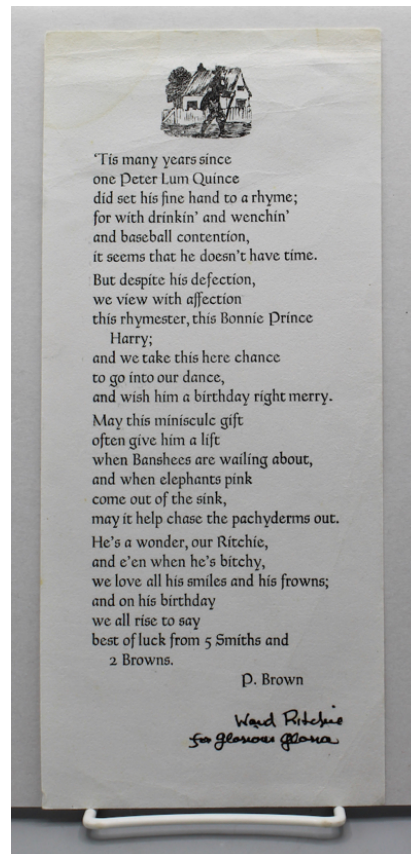 'Tis many years since
one Peter Lum Quince
did set his fine hand to a rhyme;
for with drinkin' and wenchin'
and baseball contention,
it seems that he doesn't have time.
But despite his defection,
we view with affection
this rhymester, this Bonnie Prince
Harry;
and we take this here chance
to go into our dance,
and wish him a birthday right merry.
May this miniscule gift
often give him a lift
when Banshees are wailing about,
and when elephants pink
come out of the sink,
may it help chase the pachyderms out.
He's a wonder, our Ritchie,
and e'en when he's bitchy,
we love all his smiles and his frowns;
and on his birthday
we all rise to say
best of luck from 5 Smiths and
2 Browns.
P. Brown
Ward Ritchie
for Glorious Gloria